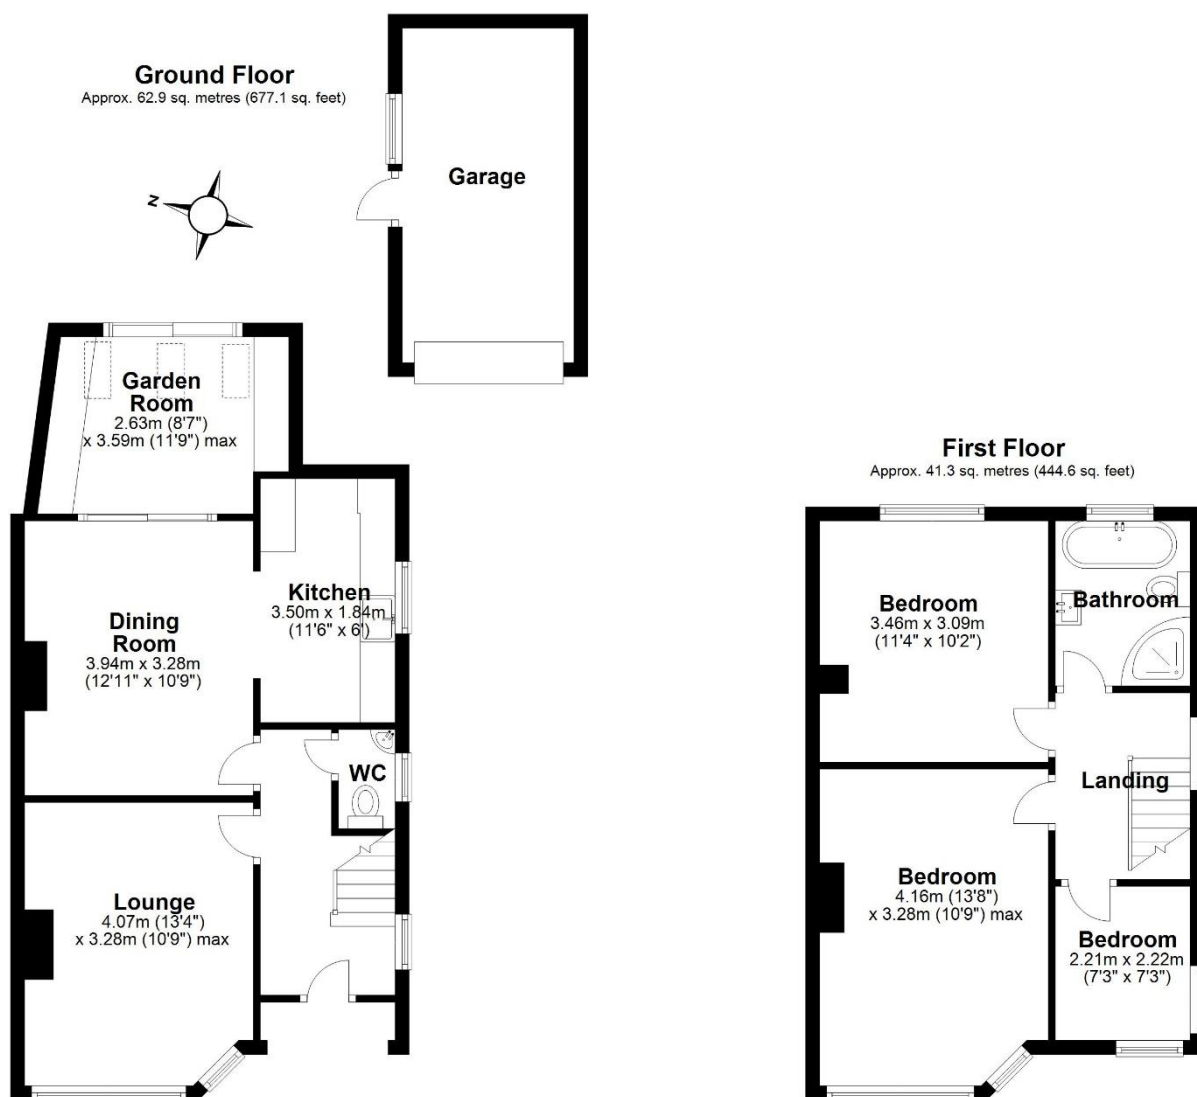 Ground Floor
Approx. 62.9 sq. metres (677.1 sq. feet)
Garage
N
Garden
Room
2.63m (8'7")
x 3.59m (11'9") max
Kitchen
3.50m x 1.84m
(11'6" x 6')
Dining
Room
3.94m x 3.28m
(12'11" x 10'9")
WC
Lounge
4.07m (13'4")
x 3.28m (10'9") max
First Floor
Approx. 41.3 sq. metres (444.6 sq. feet)
Bedroom
3.46m x 3.09m
(11'4" x 10'2")
Bathroom
Landing
Bedroom
4.16m (13'8")
x 3.28m (10'9") max
Bedroom
2.21m x 2.22m
(7'3" x 7'3")